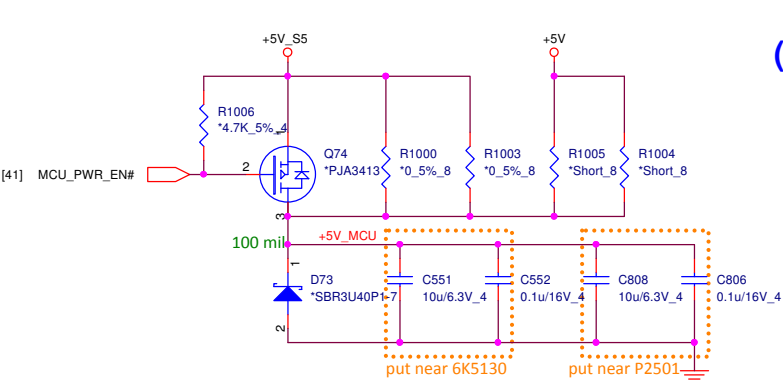 +5V_S5
+5V
(
R1006
*4.7K_5%_4
1
[41] MCU_PWR_EN#
2
Q74
*PJA3413
R1000
*0_5%_8
R1003
*0_5%_8
R1005
*Short_8
R1004
*Short_8
3
100 mil
+5V_MCU
1
D73
*SBR3U40P1-7
2
C551
10u/6.3V_4
C552
0.1u/16V_4
C808
10u/6.3V_4
C806
0.1u/16V_4
put near 6K5130
put near P2501